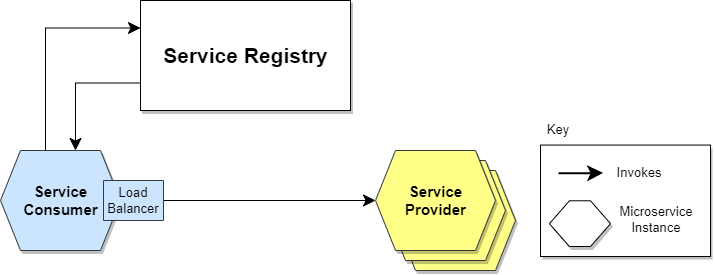 Service Registry
Service
Consumer
Load
Balancer
Service
Provider
Key
Invokes
Microservice
Instance